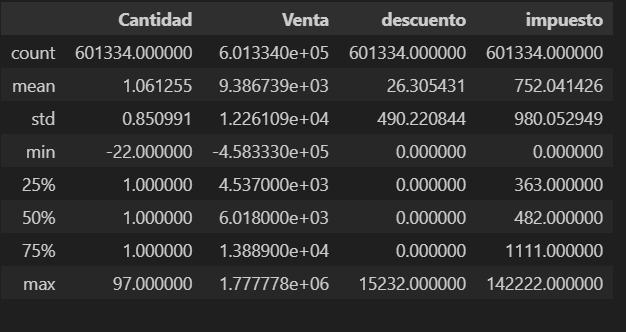 Cantidad Venta descuento impuesto
count 601334.000000 6.013340e+05 601334.000000 601334.000000
mean 1.061255 9.386739e+03 26.305431 752.041426
std 0.850991 1.226109e+04 490.220844 980.052949
min -22.000000 -4.583330e+05 0.000000 0.000000
25% 1.000000 4.537000e+03 0.000000 363.000000
50% 1.000000 6.018000e+03 0.000000 482.000000
75% 1.000000 1.388900e+04 0.000000 1111.000000
max 97.000000 1.777778e+06 15232.000000 142222.000000